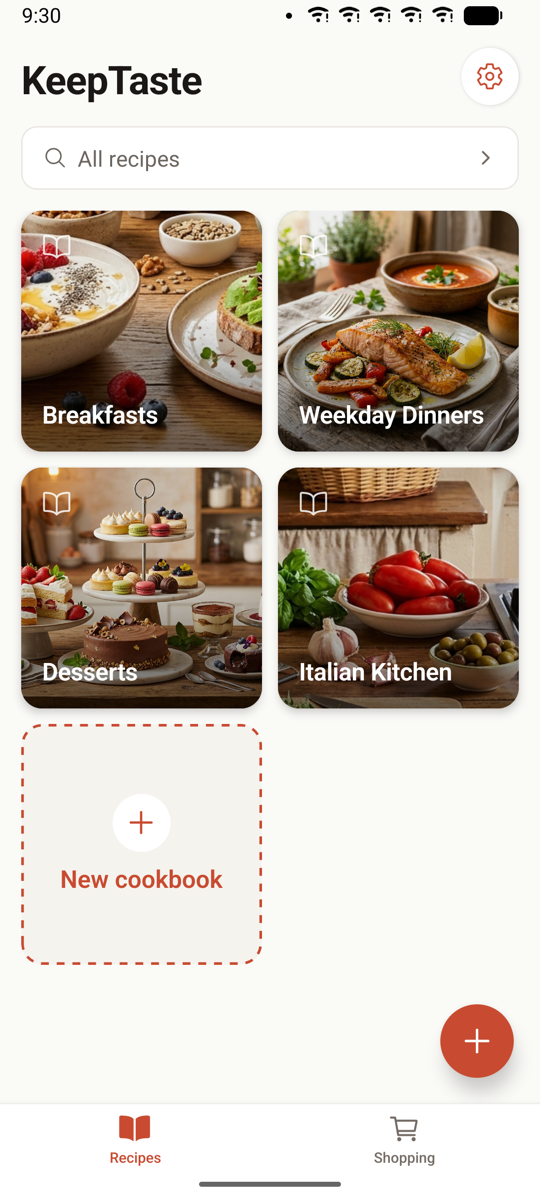 9:30
KeepTaste
All recipes
Breakfasts
Weekday Dinners
Desserts
Italian Kitchen
New cookbook
Recipes
Shopping